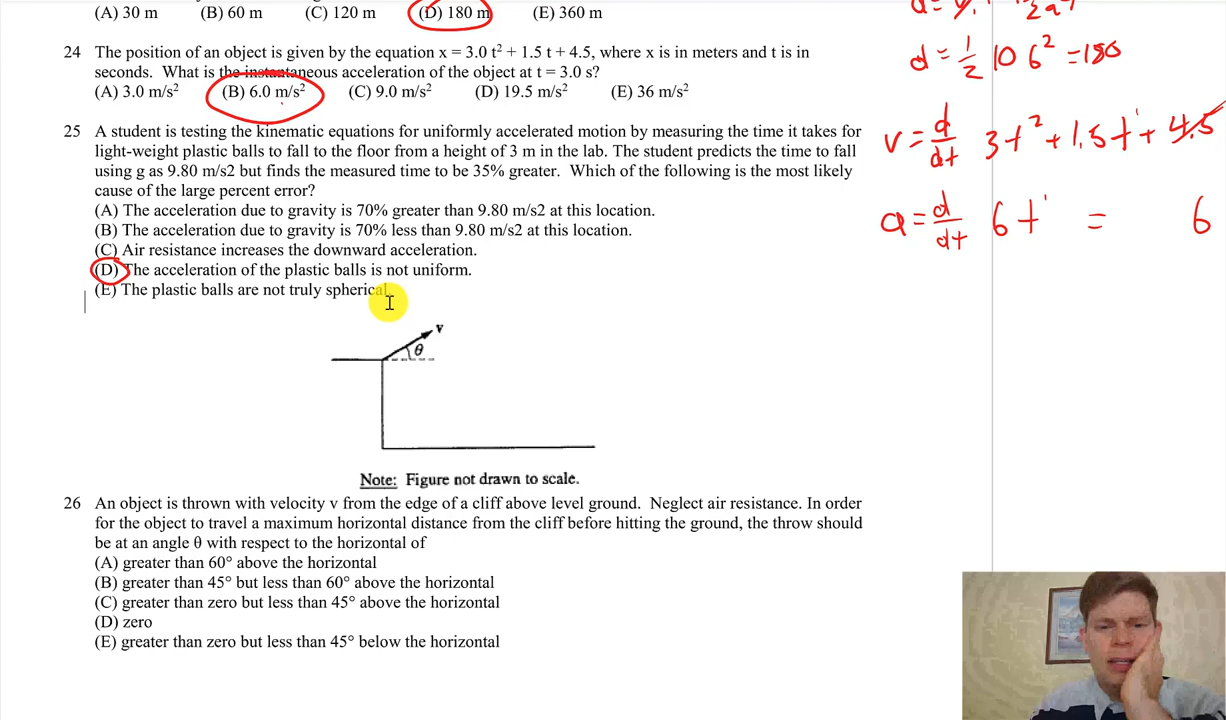 (A) 30 m (B) 60 m (C) 120 m (D) 180 m (E) 360 m
24 The position of an object is given by the equation x = 3.0 t² + 1.5 t + 4.5, where x is in meters and t is in
seconds. What is the instantaneous acceleration of the object at t = 3.0 s?
(A) 3.0 m/s² (B) 6.0 m/s² (C) 9.0 m/s² (D) 19.5 m/s² (E) 36 m/s²
25 A student is testing the kinematic equations for uniformly accelerated motion by measuring the time it takes for
light-weight plastic balls to fall to the floor from a height of 3 m in the lab. The student predicts the time to fall
using g as 9.80 m/s2 but finds the measured time to be 35% greater. Which of the following is the most likely
cause of the large percent error?
(A) The acceleration due to gravity is 70% greater than 9.80 m/s2 at this location.
(B) The acceleration due to gravity is 70% less than 9.80 m/s2 at this location.
(C) Air resistance increases the downward acceleration.
(D) The acceleration of the plastic balls is not uniform.
(E) The plastic balls are not truly spherical.
v
θ
Note: Figure not drawn to scale.
26 An object is thrown with velocity v from the edge of a cliff above level ground. Neglect air resistance. In order
for the object to travel a maximum horizontal distance from the cliff before hitting the ground, the throw should
be at an angle θ with respect to the horizontal of
(A) greater than 60° above the horizontal
(B) greater than 45° but less than 60° above the horizontal
(C) greater than zero but less than 45° above the horizontal
(D) zero
(E) greater than zero but less than 45° below the horizontal
d = 1/2 10 6² = 180
v = d/dt 3t² + 1.5t' + 4.5
a = d/dt 6t' = 6